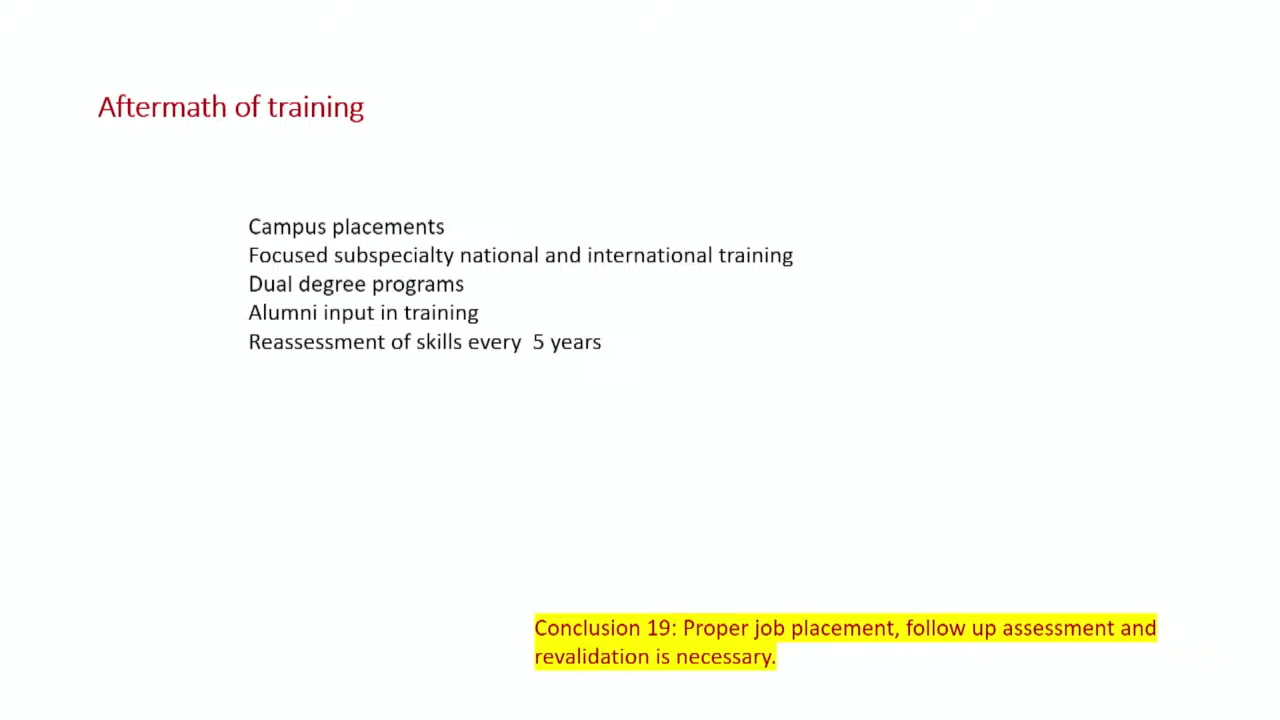 Aftermath of training
Campus placements
Focused subspecialty national and international training
Dual degree programs
Alumni input in training
Reassessment of skills every  5 years
Conclusion 19: Proper job placement, follow up assessment and
revalidation is necessary.